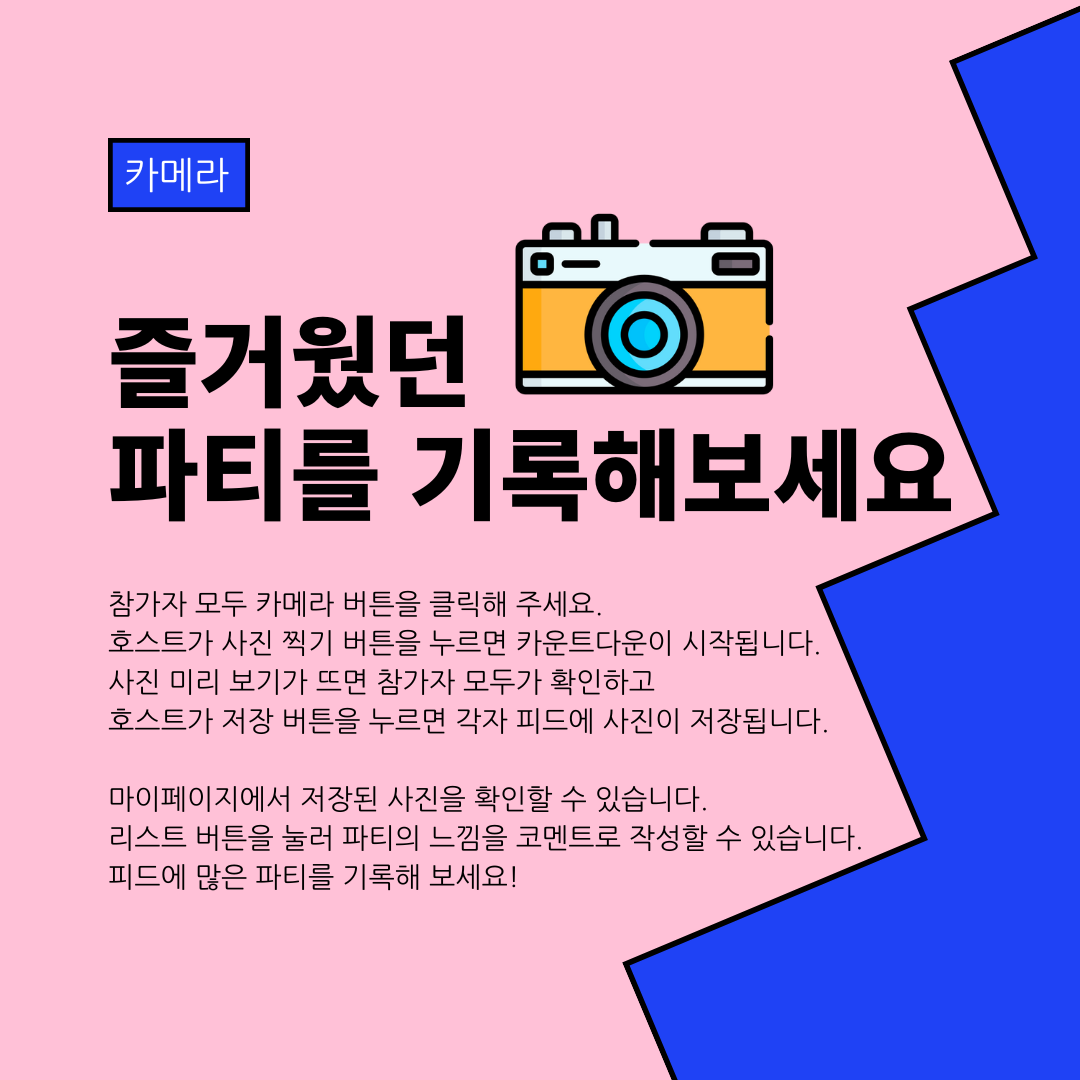 카메라
즐거웠던
파티를 기록해보세요
참가자 모두 카메라 버튼을 클릭해 주세요.
호스트가 사진 찍기 버튼을 누르면 카운트다운이 시작됩니다.
사진 미리 보기가 뜨면 참가자 모두가 확인하고
호스트가 저장 버튼을 누르면 각자 피드에 사진이 저장됩니다.
마이페이지에서 저장된 사진을 확인할 수 있습니다.
리스트 버튼을 눌러 파티의 느낌을 코멘트로 작성할 수 있습니다.
피드에 많은 파티를 기록해 보세요!